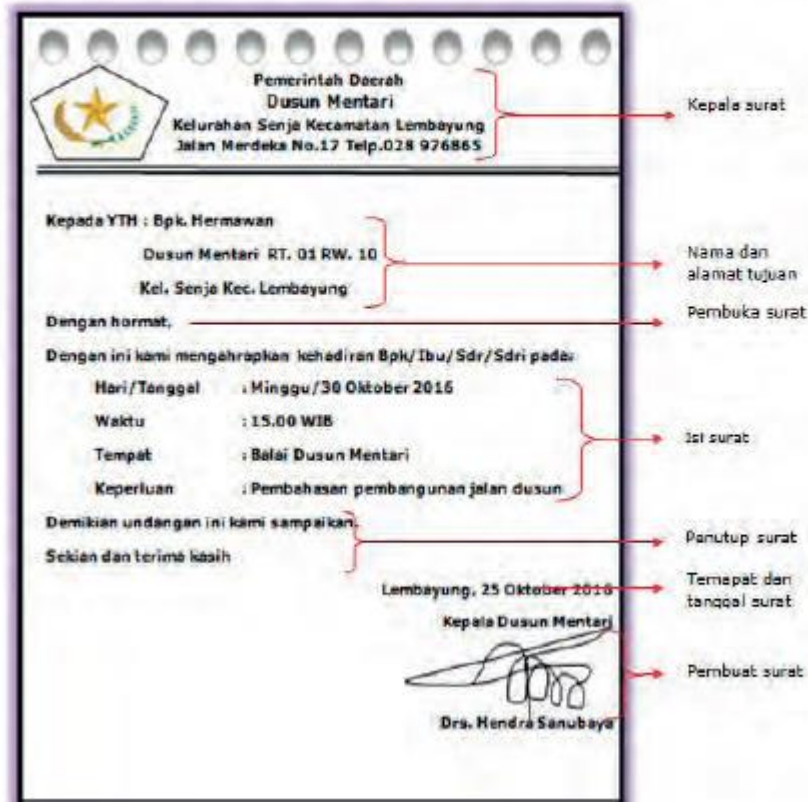 Pemerintah Daerah
Dusun Mentari
Kelurahan Senja Kecamatan Lembayung
Jalan Merdeka No.17 Telp.028 976865
Kepala surat
Kepada YTH : Bpk. Hermawan
Dusun Mentari RT. 01 RW. 10
Kel. Senja Kec. Lembayung
Nama dan
alamat tujuan
Dengan hormat,
Pembuka surat
Dengan ini kami mengahrapkan kehadiran Bpk/Ibu/Sdr/Sdri pada:
Hari/Tanggal : Minggu/30 Oktober 2016
Waktu : 15.00 WIB
Tempat : Balai Dusun Mentari
Keperluan : Pembahasan pembangunan jalan dusun
Isi surat
Demikian undangan ini kami sampaikan.
Sekian dan terima kasih
Penutup surat
Lembayung, 25 Oktober 2016
Temapat dan
tanggal surat
Kepala Dusun Mentari
Drs. Hendra Sanubaya
Pembuat surat